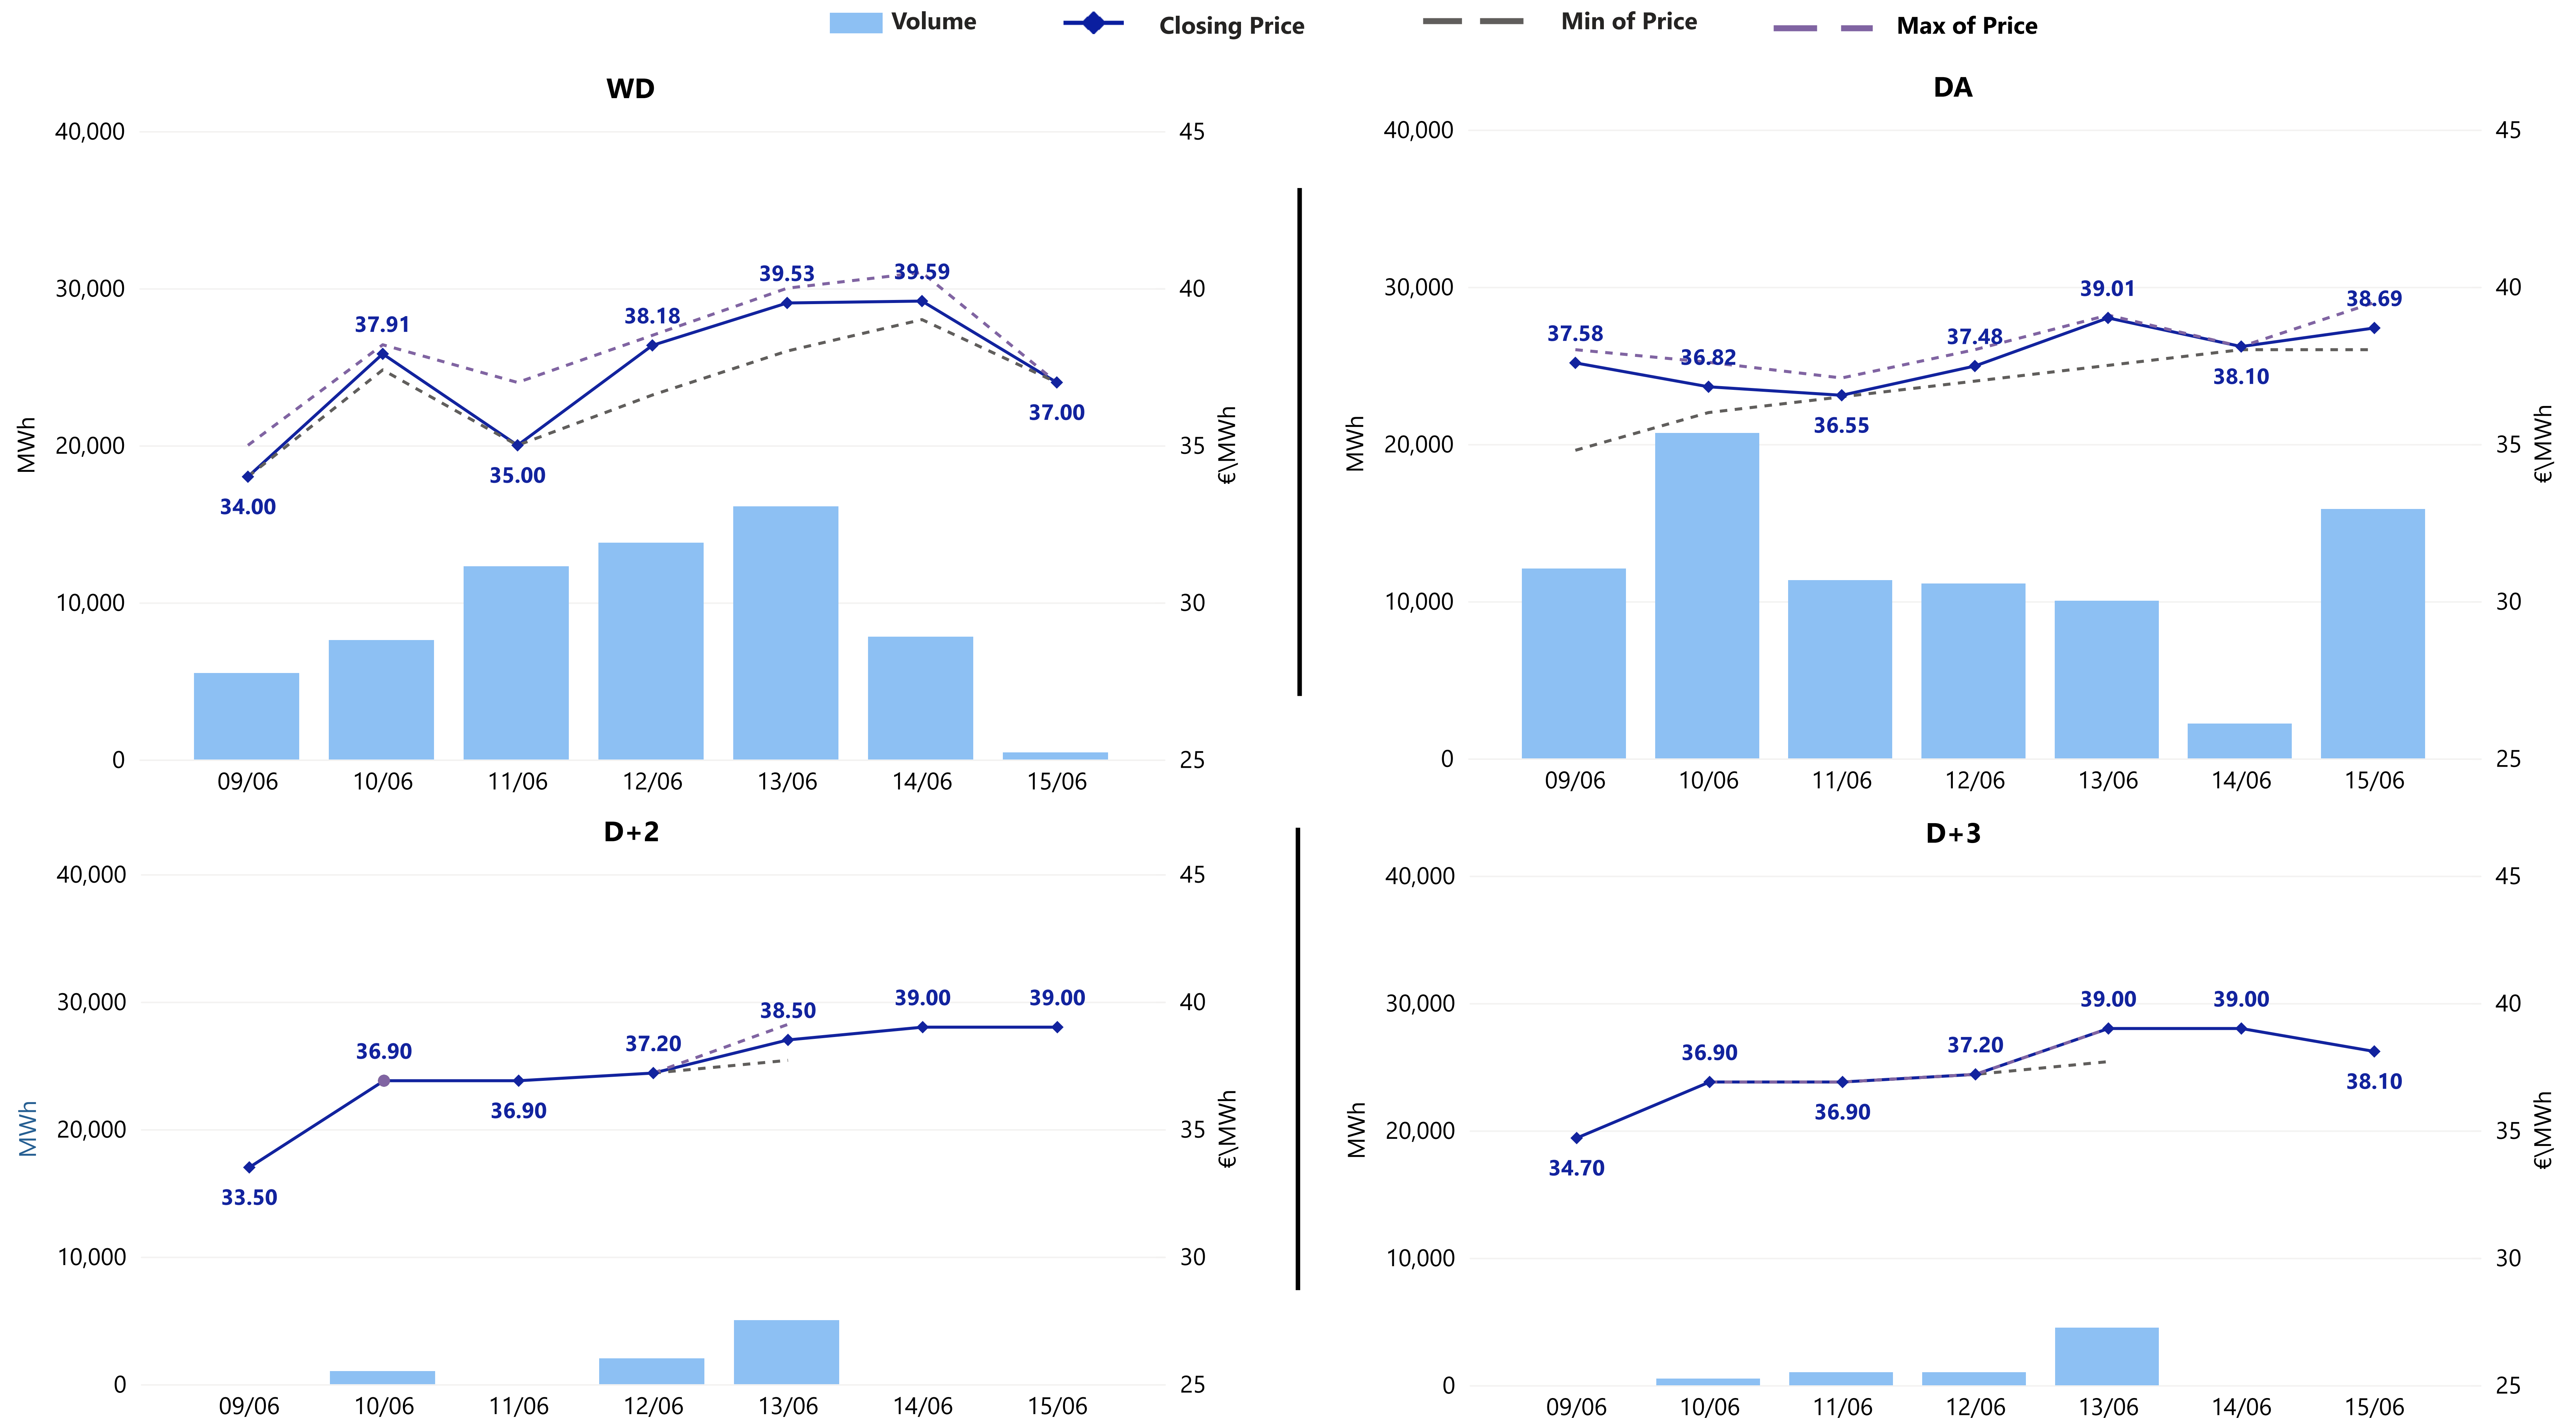 Volume Closing Price Min of Price Max of Price
WD
40,000 45
30,000 40
20,000 35
10,000 30
0 25
MWh
€\MWh
34.00 37.91 35.00 38.18 39.53 39.59 37.00
09/06 10/06 11/06 12/06 13/06 14/06 15/06
DA
40,000 45
30,000 40
20,000 35
10,000 30
0 25
MWh
€\MWh
37.58 36.82 36.55 37.48 39.01 38.10 38.69
09/06 10/06 11/06 12/06 13/06 14/06 15/06
D+2
40,000 45
30,000 40
20,000 35
10,000 30
0 25
MWh
€\MWh
33.50 36.90 36.90 37.20 38.50 39.00 39.00
09/06 10/06 11/06 12/06 13/06 14/06 15/06
D+3
40,000 45
30,000 40
20,000 35
10,000 30
0 25
MWh
€\MWh
34.70 36.90 36.90 37.20 39.00 39.00 38.10
09/06 10/06 11/06 12/06 13/06 14/06 15/06